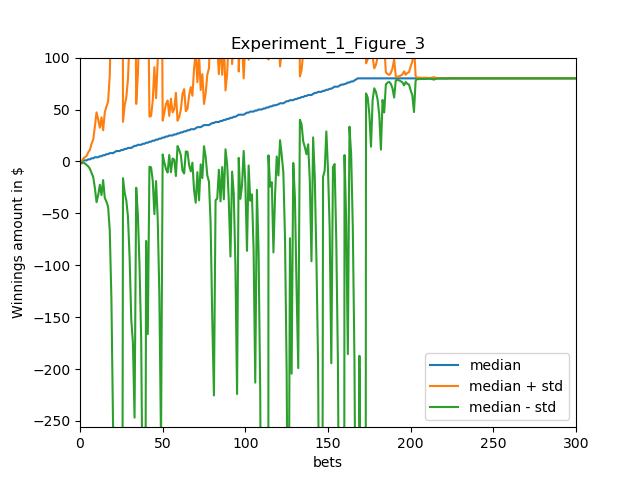 Experiment_1_Figure_3
Winnings amount in $
100
50
0
−50
−100
−150
−200
−250
0 50 100 150 200 250 300
bets
median
median + std
median - std